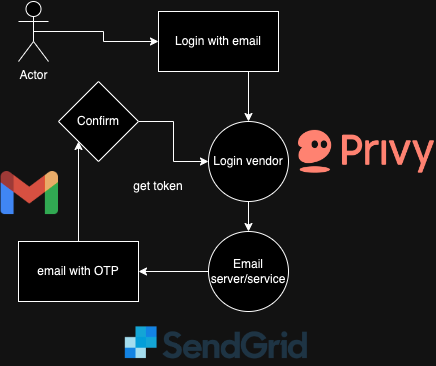 Login with email
Actor
Confirm
Login vendor
Privy
get token
email with OTP
Email
server/service
SendGrid